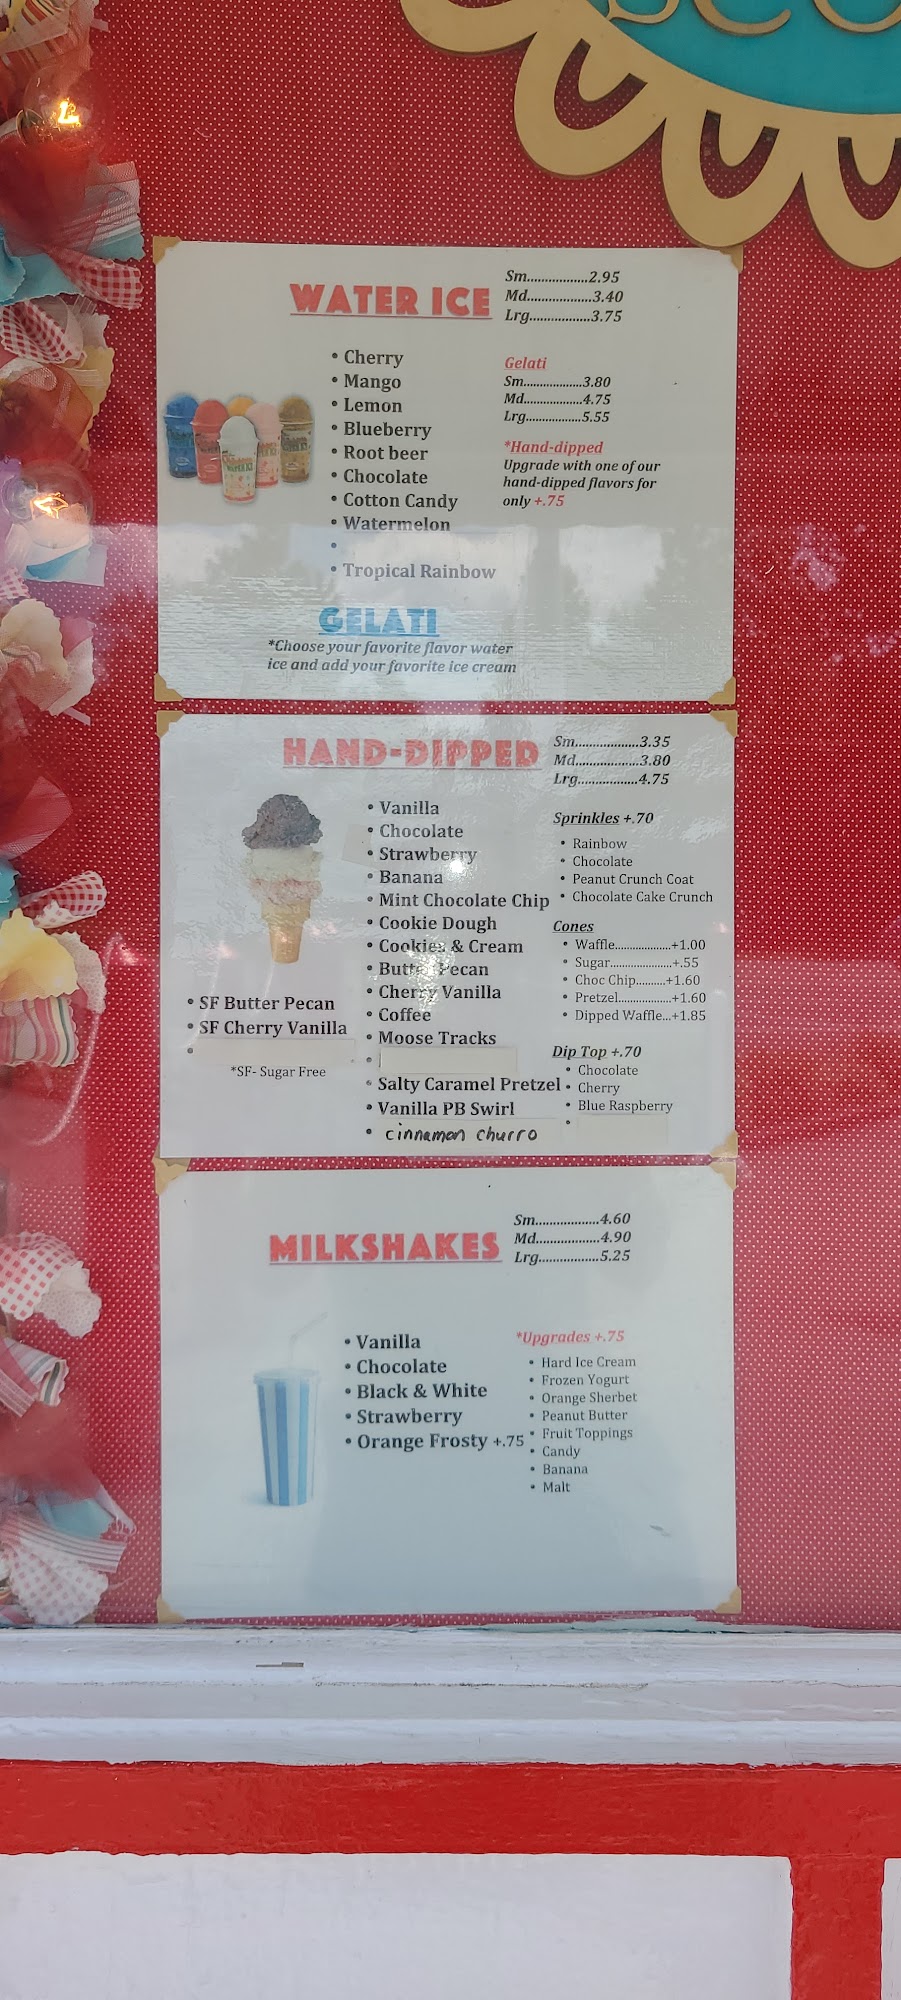 WATER ICE
Sm.................2.95
Md..................3.40
Lrg.................3.75
• Cherry
• Mango
• Lemon
• Blueberry
• Root beer
• Chocolate
• Cotton Candy
• Watermelon
•
• Tropical Rainbow
Gelati
Sm..................3.80
Md..................4.75
Lrg.................5.55
*Hand-dipped
Upgrade with one of our
hand-dipped flavors for
only +.75
GELATI
*Choose your favorite flavor water
ice and add your favorite ice cream
HAND-DIPPED
Sm...................3.35
Md...................3.80
Lrg..................4.75
• Vanilla
• Chocolate
• Strawberry
• Banana
• Mint Chocolate Chip
• Cookie Dough
• Cookies & Cream
• Butter Pecan
• Cherry Vanilla
• Coffee
• Moose Tracks
•
• Salty Caramel Pretzel
• Vanilla PB Swirl
• cinnamon churro
• SF Butter Pecan
• SF Cherry Vanilla
•
*SF- Sugar Free
Sprinkles +.70
• Rainbow
• Chocolate
• Peanut Crunch Coat
• Chocolate Cake Crunch
Cones
• Waffle...................+1.00
• Sugar.....................+.55
• Choc Chip..........+1.60
• Pretzel..................+1.60
• Dipped Waffle...+1.85
Dip Top +.70
• Chocolate
• Cherry
• Blue Raspberry
•
MILKSHAKES
Sm...................4.60
Md...................4.90
Lrg..................5.25
• Vanilla
• Chocolate
• Black & White
• Strawberry
• Orange Frosty +.75
*Upgrades +.75
• Hard Ice Cream
• Frozen Yogurt
• Orange Sherbet
• Peanut Butter
• Fruit Toppings
• Candy
• Banana
• Malt